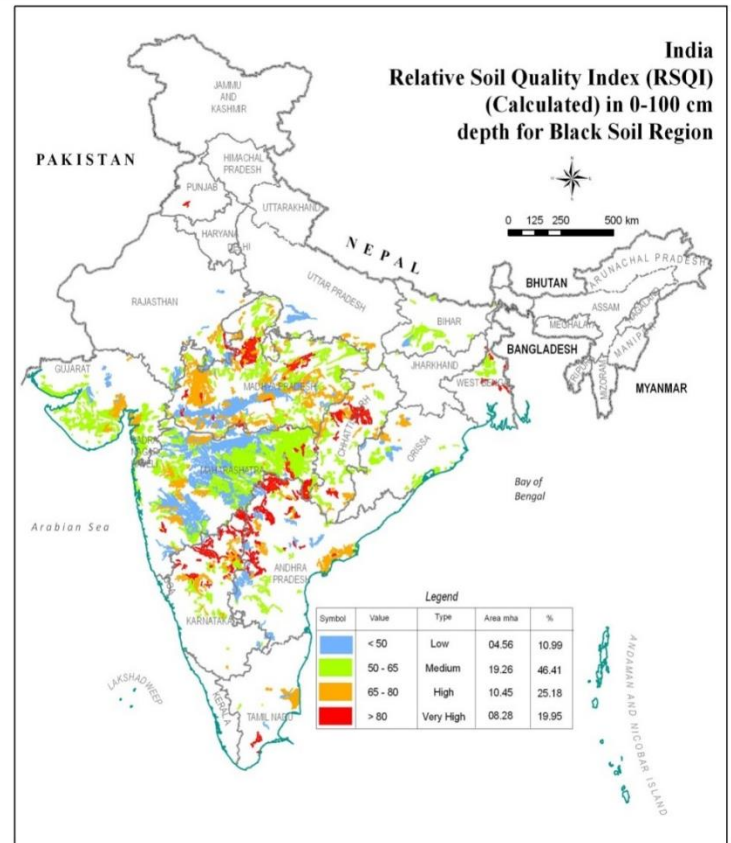 India
Relative Soil Quality Index (RSQI)
(Calculated) in 0-100 cm
depth for Black Soil Region
JAMMU
AND
KASHMIR
PAKISTAN
HIMACHAL
PRADESH
PUNJAB
UTTARAKHAND
0 125 250 500 km
HARYANA
DELHI
NEPAL
ARUNACHAL PRADESH
BHUTAN
RAJASTHAN
UTTAR PRADESH
ASSAM
BIHAR
MEGHALAYA
BANGLADESH
JHARKHAND
GUJARAT
WEST BENGAL
MIZORAM
MYANMAR
MADHYA PRADESH
CHHATTISGARH
ORISSA
Bay of
Bengal
Arabian Sea
ANDHRA
PRADESH
Legend
Symbol Value Type Area mha %
< 50 Low 04.56 10.99
50 - 65 Medium 19.26 46.41
65 - 80 High 10.45 25.18
> 80 Very High 08.28 19.95
KARNATAKA
LAKSHADWEEP
KERALA
TAMIL NADU
ANDAMAN AND NICOBAR ISLAND